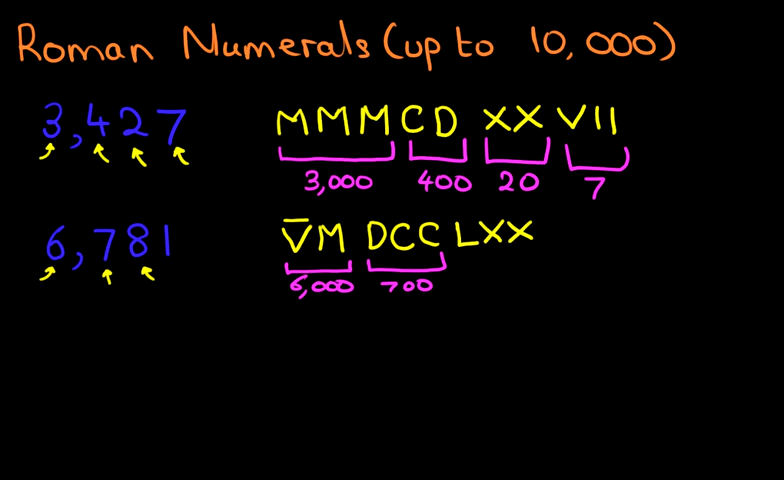 Roman Numerals (up to 10,000)
3,427 MMMCD XX VII
3,000 400 20 7
6,781 V̅M DCC LXX
6,000 700